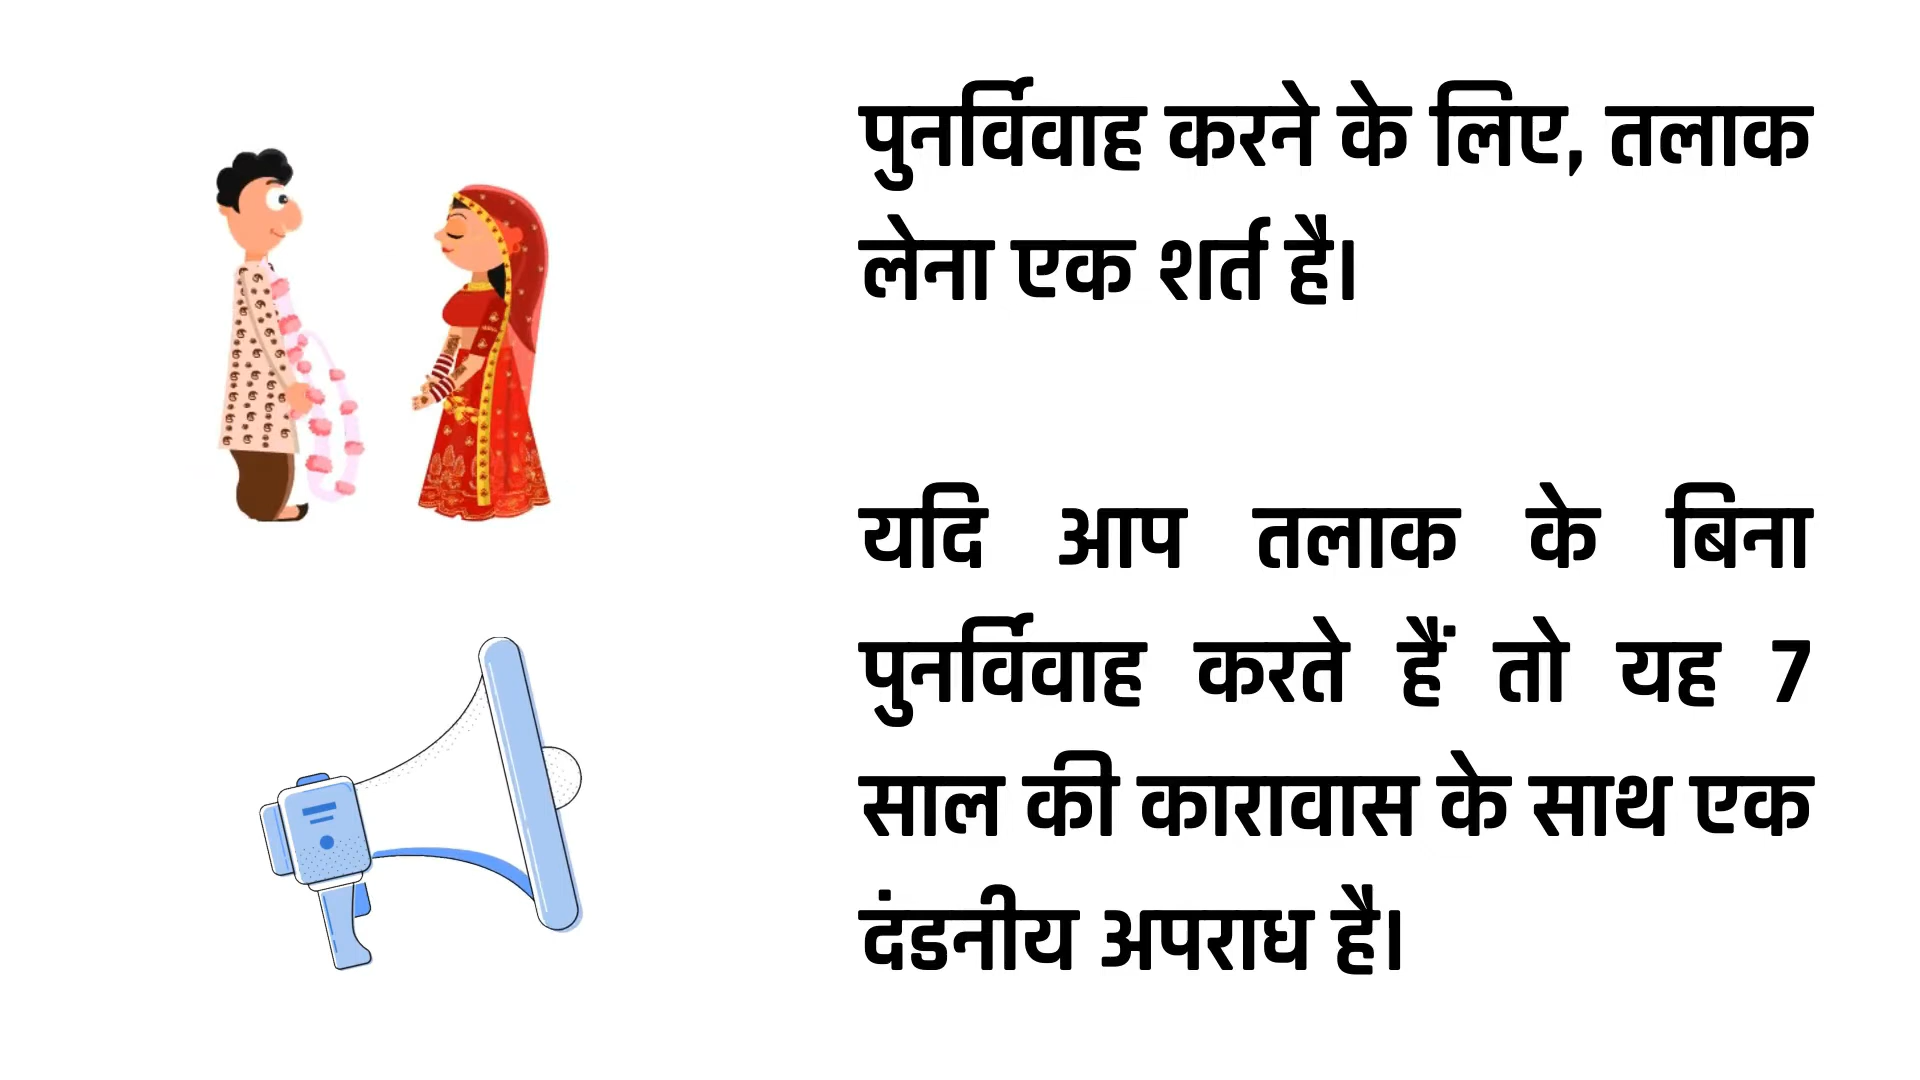 पुनर्विवाह करने के लिए, तलाक
लेना एक शर्त है।
यदि आप तलाक के बिना
पुनर्विवाह करते हैं तो यह 7
साल की कारावास के साथ एक
दंडनीय अपराध है।